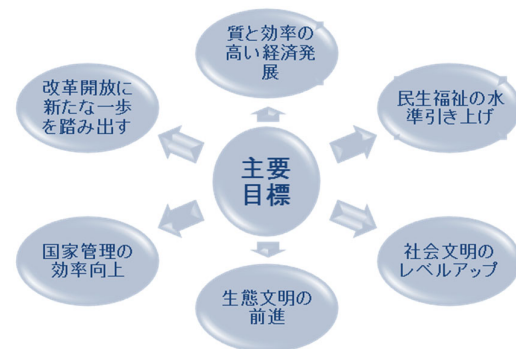 質と効率の
高い経済発
展
改革開放に
新たな一歩
を踏み出す
民生福祉の水
準引き上げ
主要
目標
国家管理の
効率向上
社会文明の
レベルアップ
生態文明の
前進